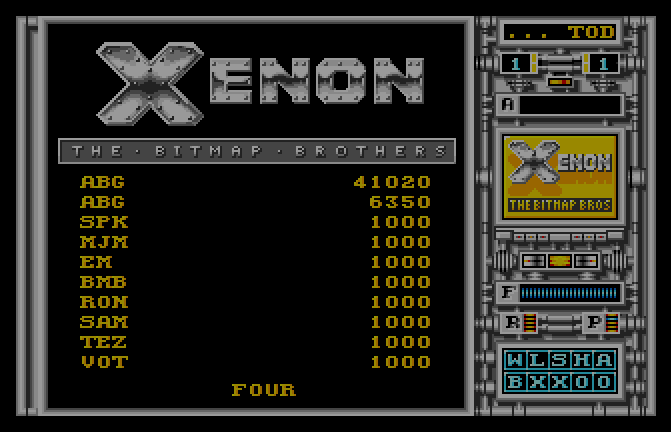 XENON
THE · BITMAP · BROTHERS
ABG 41020
ABG 6350
SPK 1000
MJM 1000
EM 1000
BMB 1000
RON 1000
SAM 1000
TEZ 1000
VOT 1000
FOUR
... TOD
1 1
A
XENON
THE BITMAP BROS
F
R P
WLSHA
BXXOO